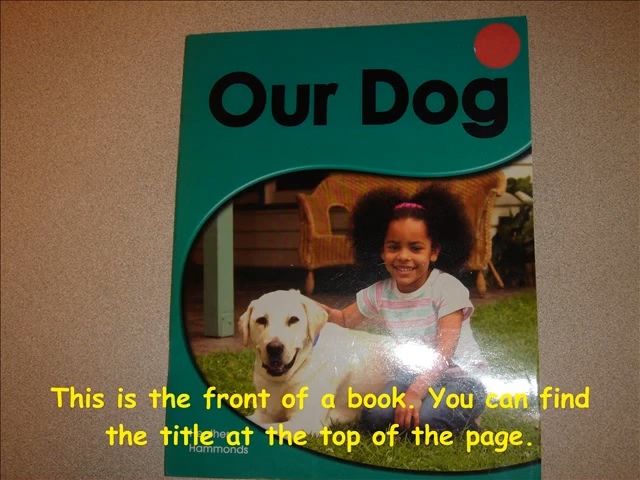 Our Dog
This is the front of a book. You can find
the title at the top of the page.
Hammonds